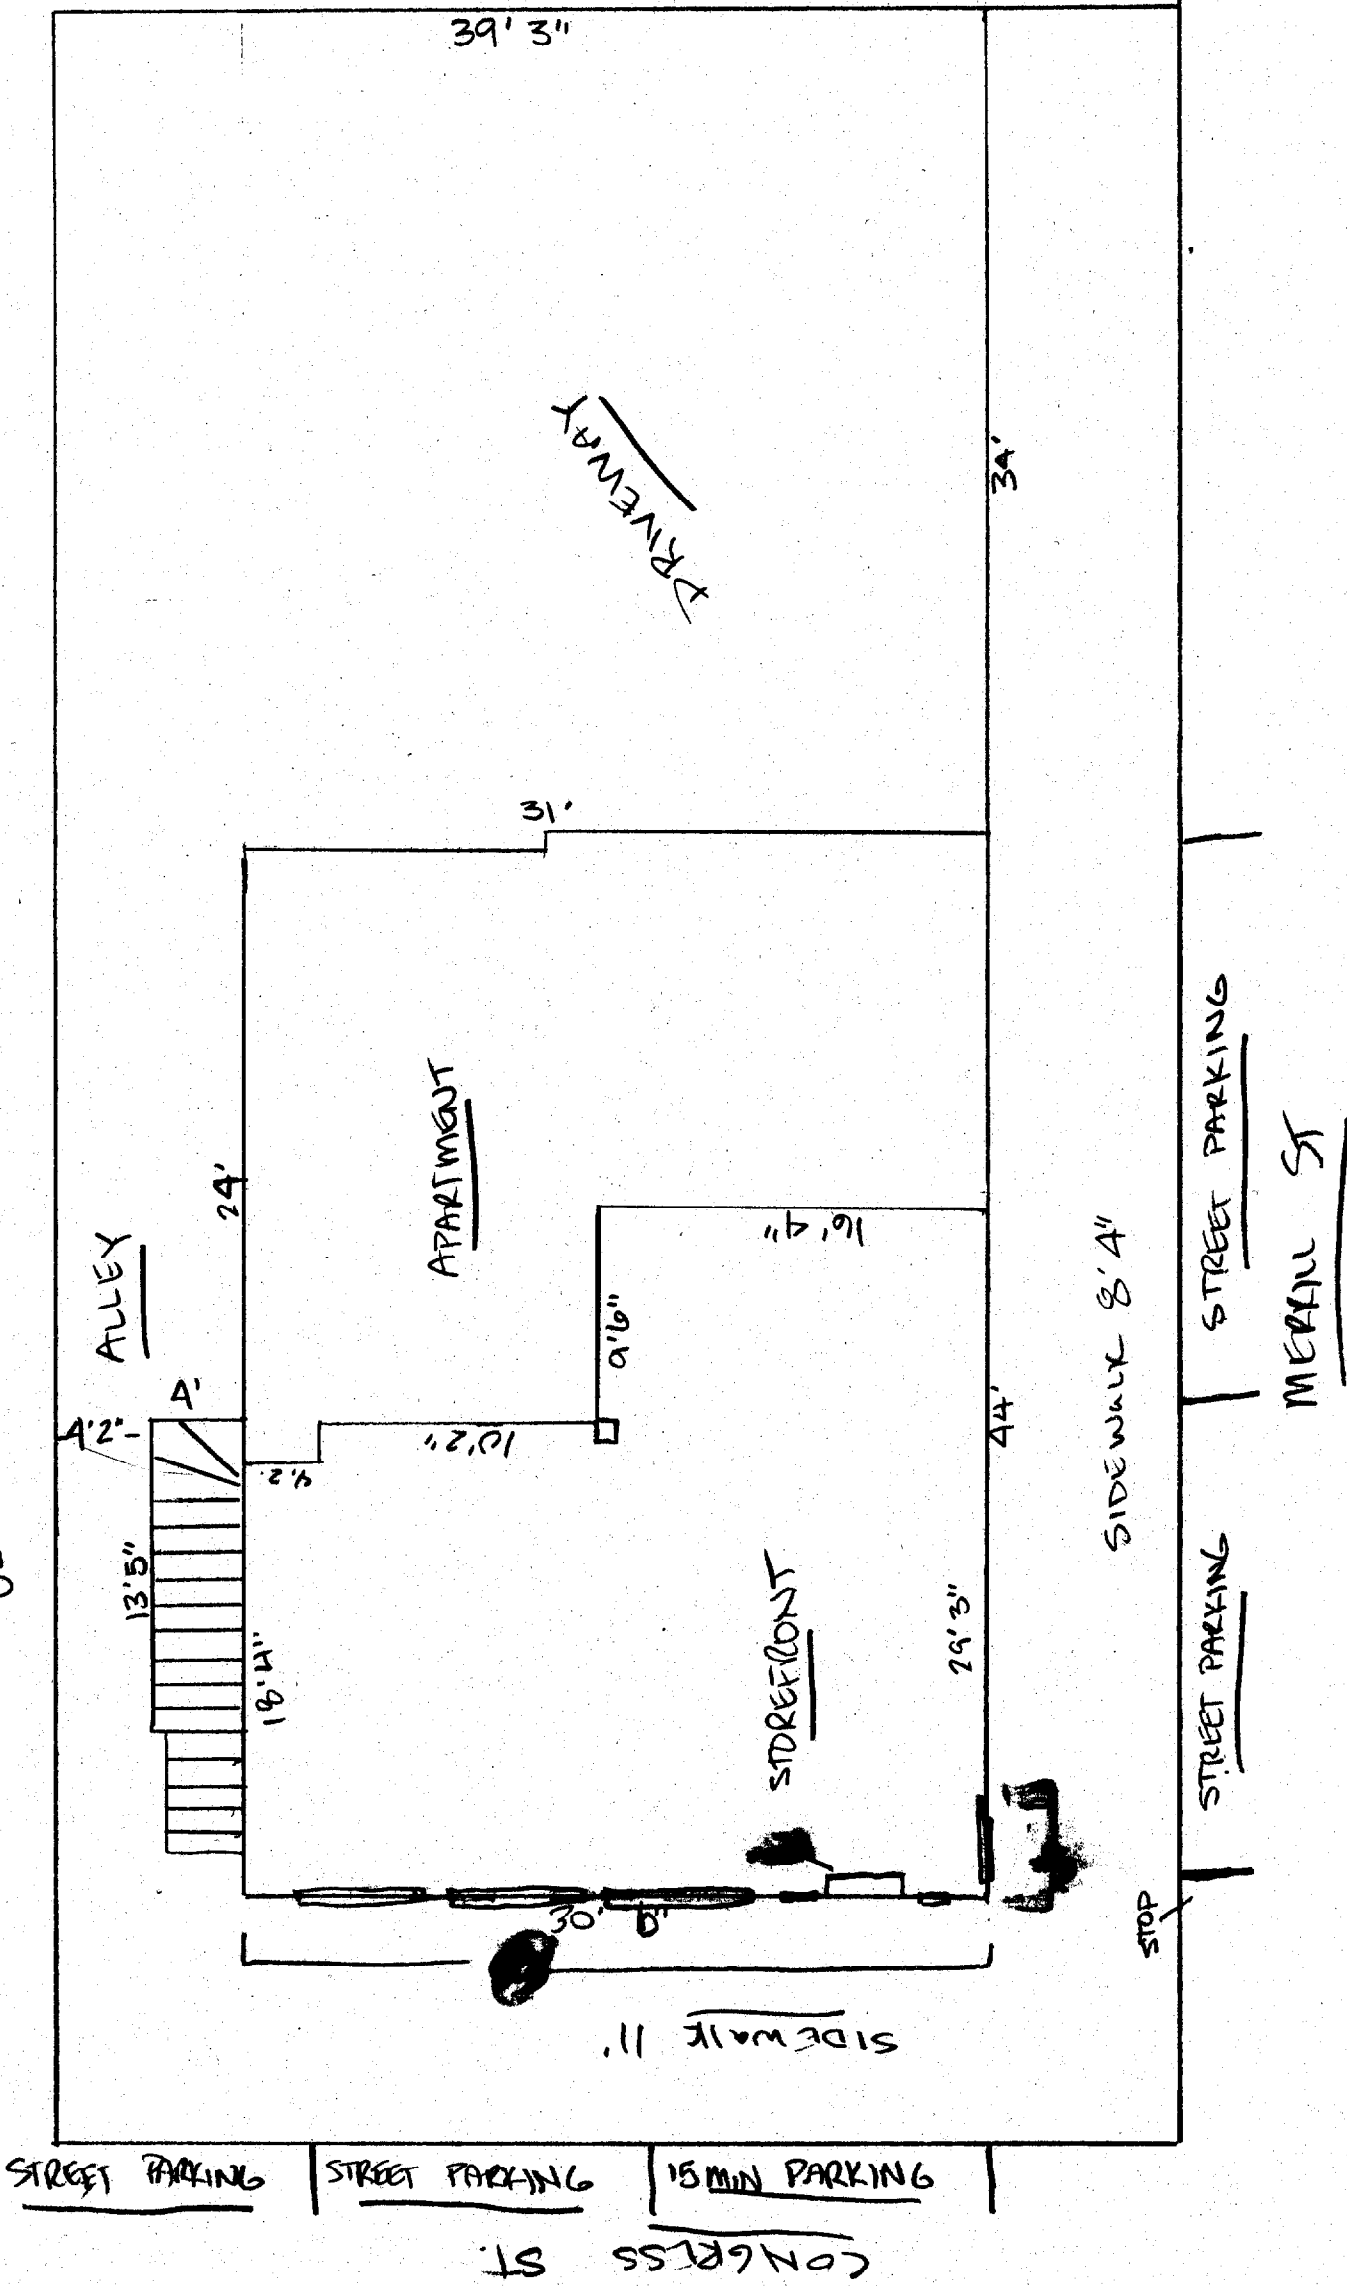 39' 3"
DRIVEWAY
34'
31'
APARTMENT
24'
ALLEY
16' 4"
9'6"
4'
4'2"
10'2"
4'2"
13'5"
18'4"
44'
SIDEWALK 8'4"
STREET PARKING
MERRILL ST
STOREFRONT
29' 3"
STREET PARKING
30' 6"
STOP
SIDEWALK 11'
STREET PARKING
STREET PARKING
15 MIN PARKING
CONGRESS ST.